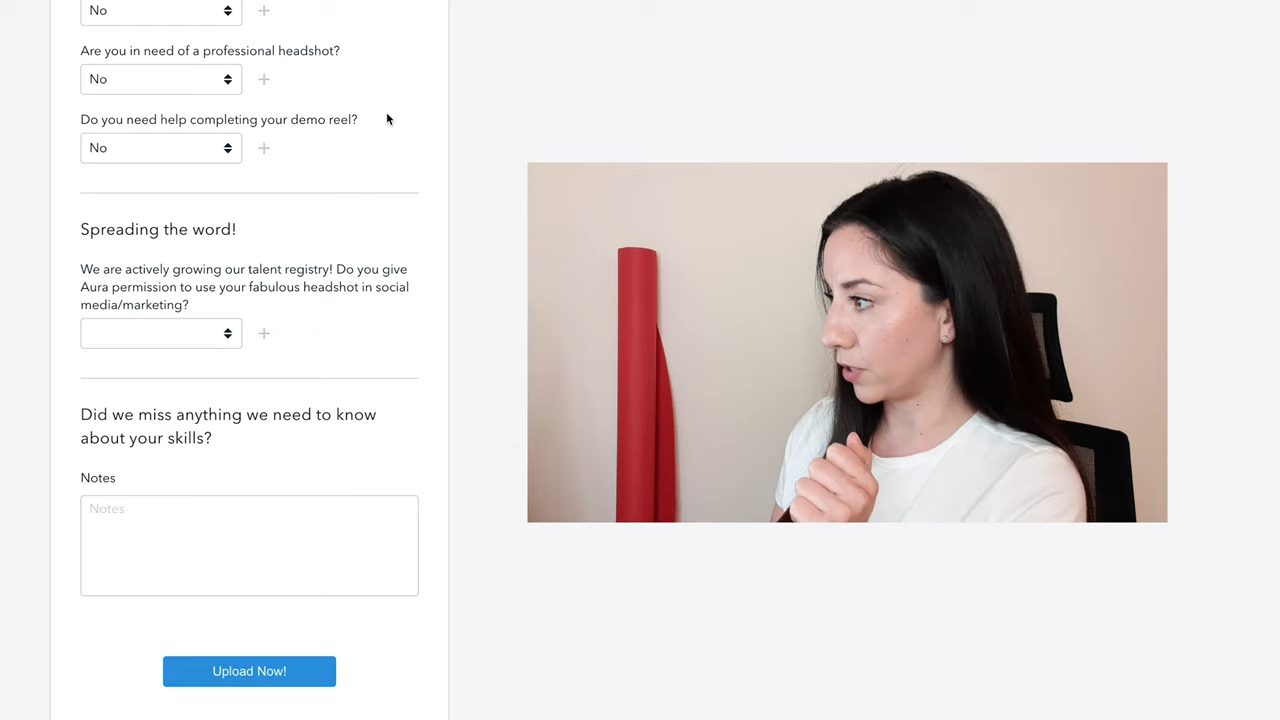 No
Are you in need of a professional headshot?
No
Do you need help completing your demo reel?
No
Spreading the word!
We are actively growing our talent registry! Do you give
Aura permission to use your fabulous headshot in social
media/marketing?
Did we miss anything we need to know
about your skills?
Notes
Notes
Upload Now!